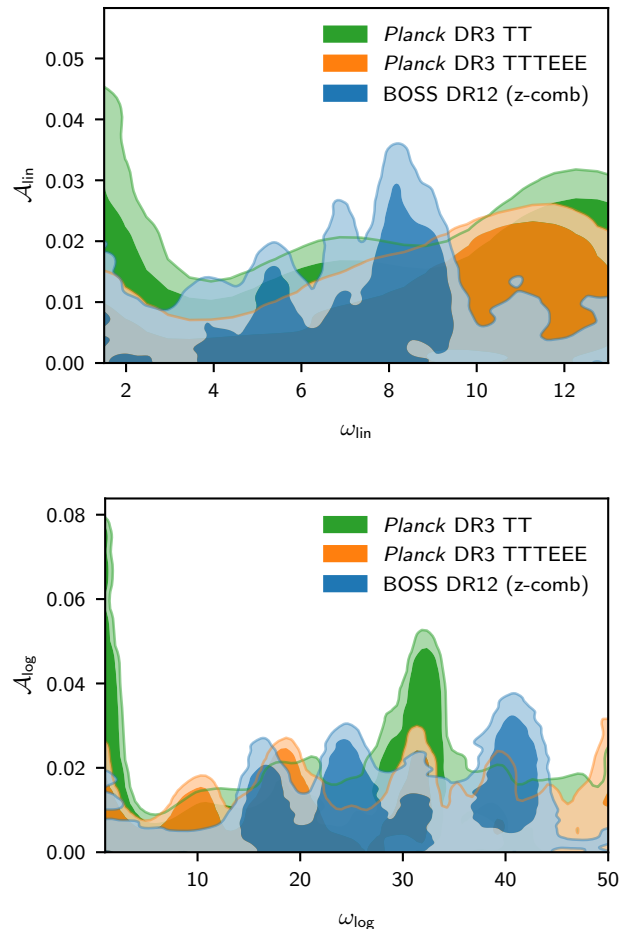 Planck DR3 TT
Planck DR3 TTTEEE
BOSS DR12 (z-comb)
0.05
0.04
0.03
0.02
0.01
0.00
𝒜lin
2 4 6 8 10 12
ωlin
Planck DR3 TT
Planck DR3 TTTEEE
BOSS DR12 (z-comb)
0.08
0.06
0.04
0.02
0.00
𝒜log
10 20 30 40 50
ωlog